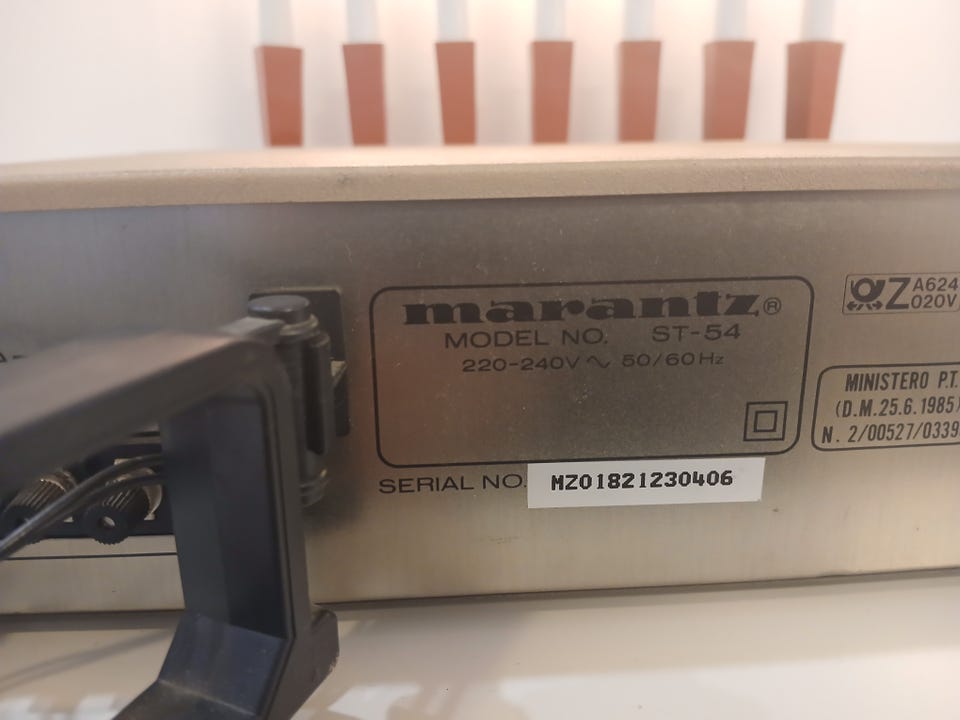 marantz®
MODEL NO. ST-54
220-240V ∿ 50/60Hz
SERIAL NO. MZ01821230406
Z A624
020V
MINISTERO P.T.
(D.M.25.6.1985)
N. 2/00527/0339